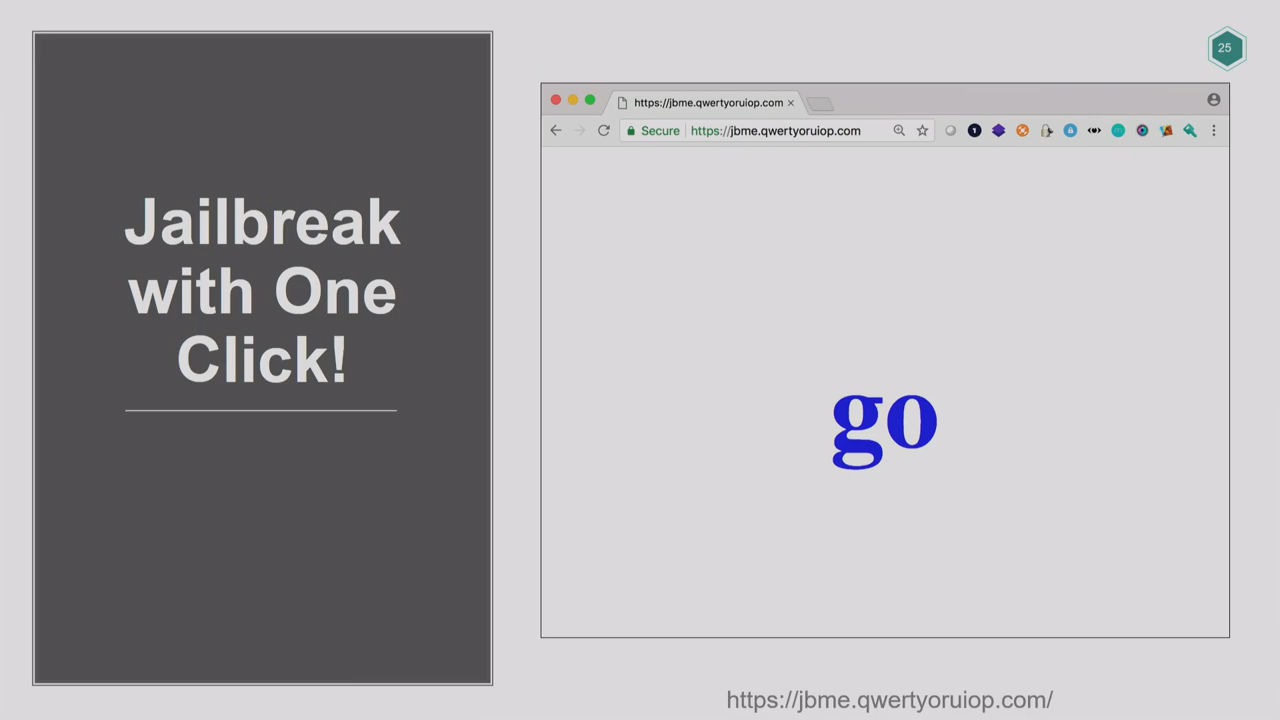 25
Jailbreak
with One
Click!
https://jbme.qwertyoruiop.com ×
Secure https://jbme.qwertyoruiop.com
1
go
https://jbme.qwertyoruiop.com/